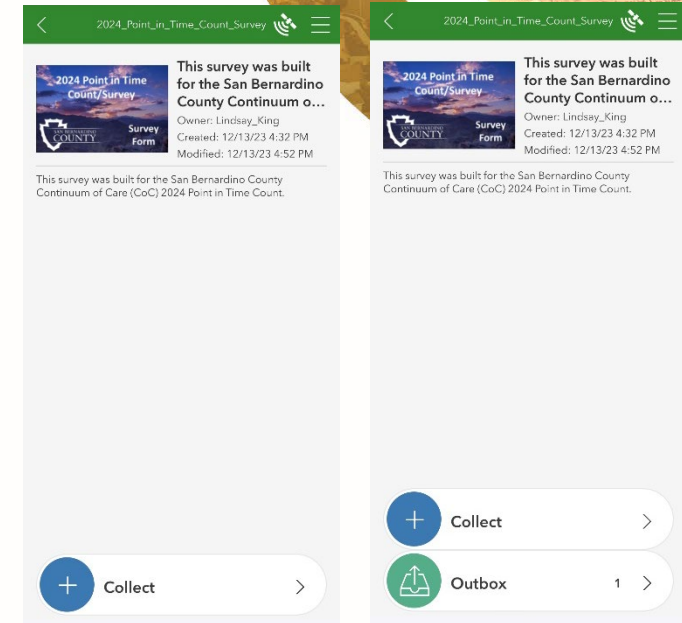 2024_Point_in_Time_Count_Survey
2024 Point in Time
Count/Survey
SAN BERNARDINO
COUNTY
Survey
Form
This survey was built
for the San Bernardino
County Continuum o...
Owner: Lindsay_King
Created: 12/13/23 4:32 PM
Modified: 12/13/23 4:52 PM
This survey was built for the San Bernardino County
Continuum of Care (CoC) 2024 Point in Time Count.
Collect
2024_Point_in_Time_Count_Survey
2024 Point in Time
Count/Survey
SAN BERNARDINO
COUNTY
Survey
Form
This survey was built
for the San Bernardino
County Continuum o...
Owner: Lindsay_King
Created: 12/13/23 4:32 PM
Modified: 12/13/23 4:52 PM
This survey was built for the San Bernardino County
Continuum of Care (CoC) 2024 Point in Time Count.
Collect
Outbox 1